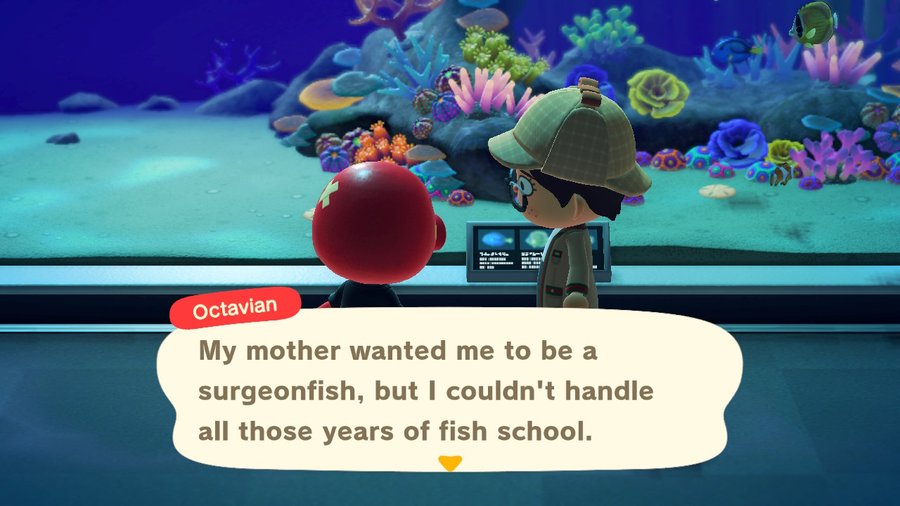 Octavian
My mother wanted me to be a
surgeonfish, but I couldn't handle
all those years of fish school.